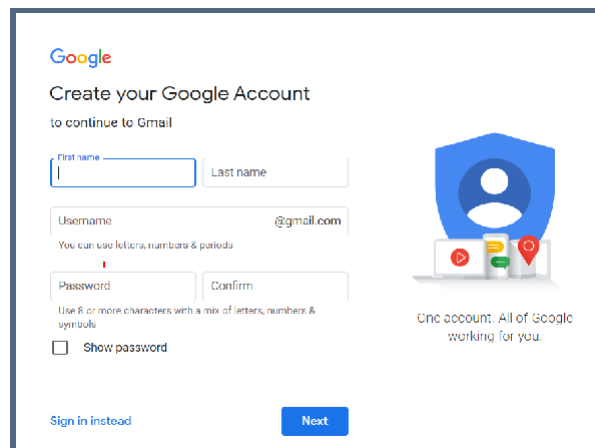 Google
Create your Google Account
to continue to Gmail
First name
Last name
Username @gmail.com
You can use letters, numbers & periods
Password
Confirm
Use 8 or more characters with a mix of letters, numbers &
symbols
Show password
One account. All of Google
working for you.
Sign in instead
Next